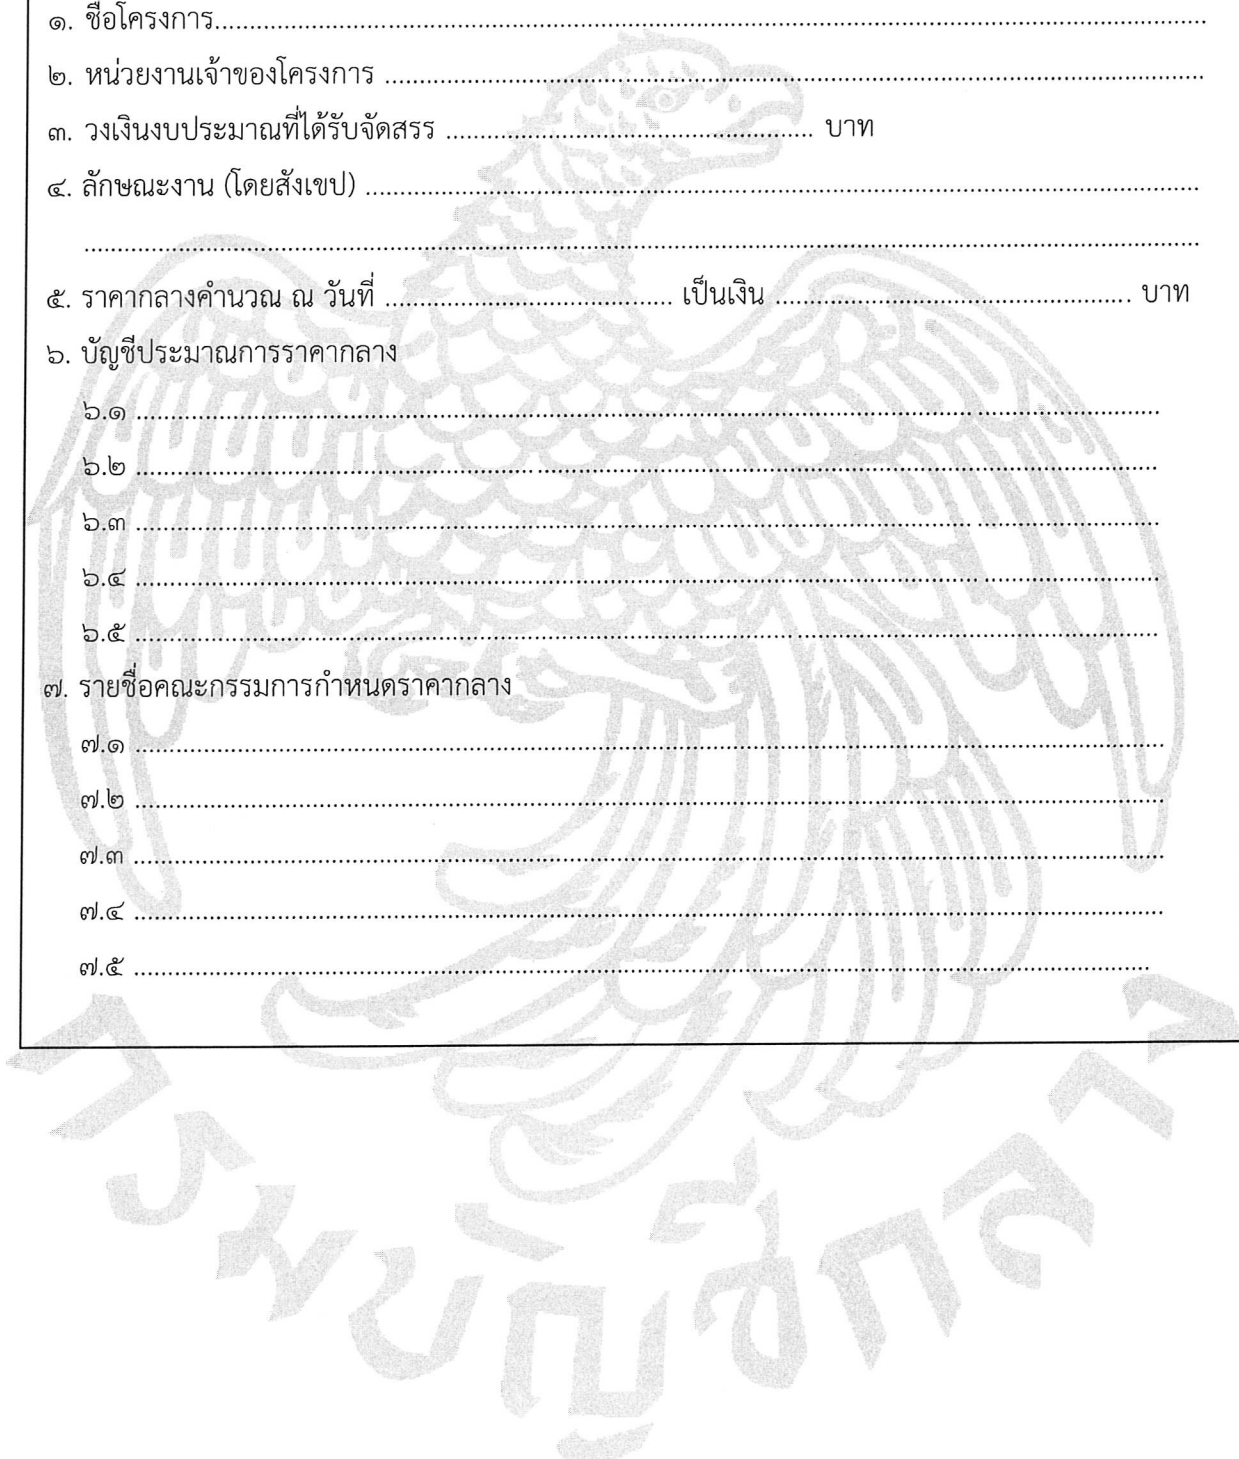 ๑. ชื่อโครงการ............................................................
๒. หน่วยงานเจ้าของโครงการ ............................................................
๓. วงเงินงบประมาณที่ได้รับจัดสรร ........................................ บาท
๔. ลักษณะงาน (โดยสังเขป) ............................................................
............................................................
๕. ราคากลางคำนวณ ณ วันที่ ........................................ เป็นเงิน ........................................ บาท
๖. บัญชีประมาณการราคากลาง
๖.๑ ............................................................
๖.๒ ............................................................
๖.๓ ............................................................
๖.๔ ............................................................
๖.๕ ............................................................
๗. รายชื่อคณะกรรมการกำหนดราคากลาง
๗.๑ ............................................................
๗.๒ ............................................................
๗.๓ ............................................................
๗.๔ ............................................................
๗.๕ ............................................................
กรมบัญชีกลาง